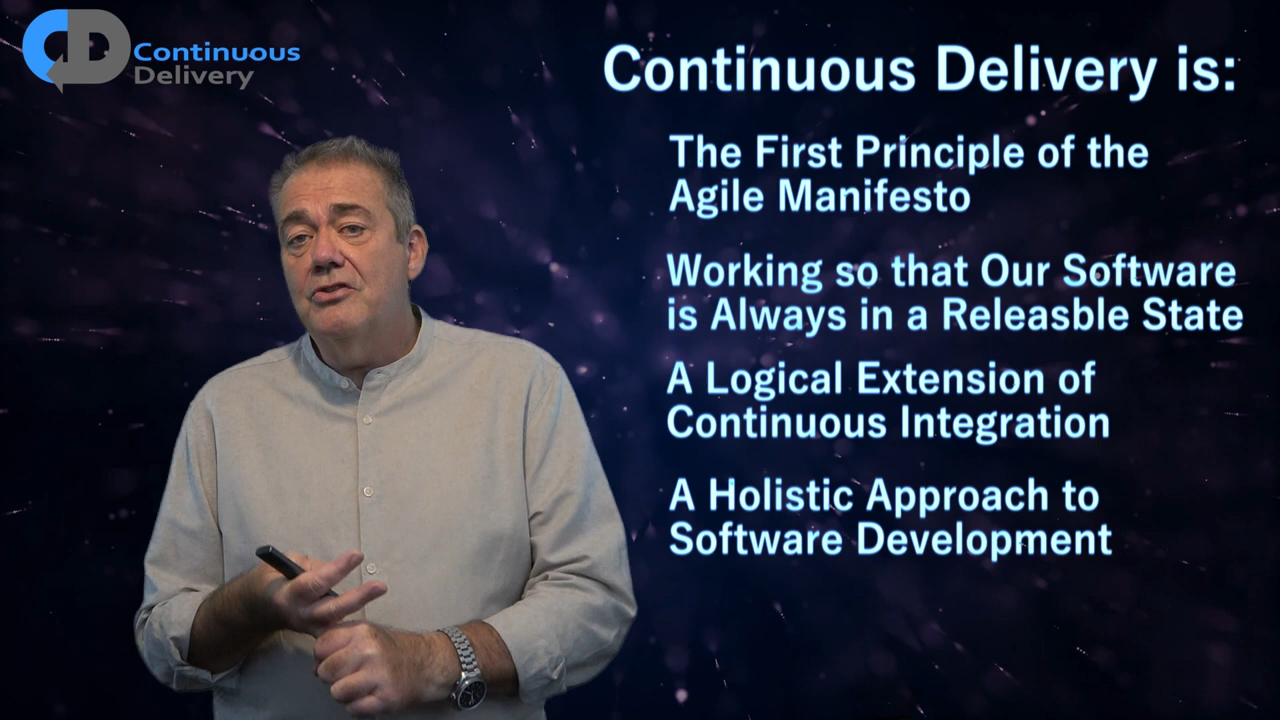 Continuous
Delivery
Continuous Delivery is:
The First Principle of the
Agile Manifesto
Working so that Our Software
is Always in a Releasble State
A Logical Extension of
Continuous Integration
A Holistic Approach to
Software Development